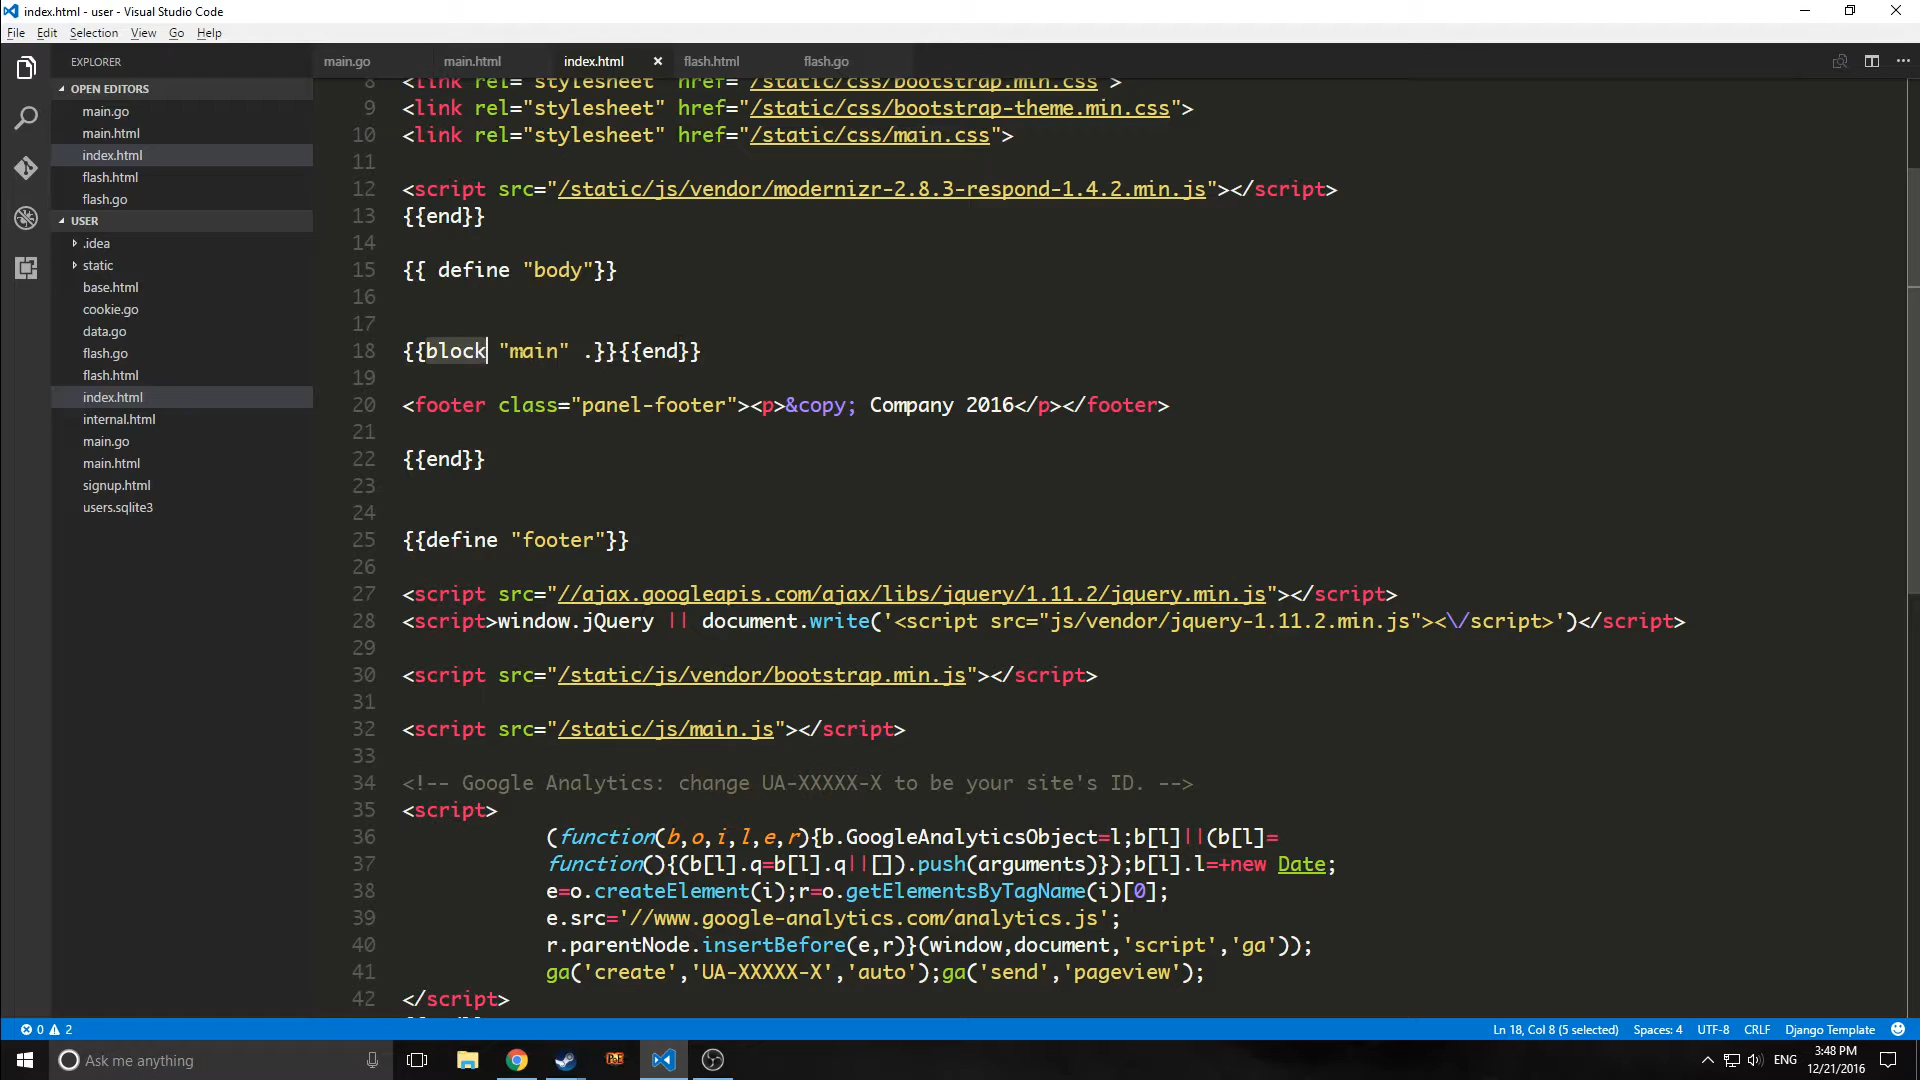 index.html - user - Visual Studio Code
File Edit Selection View Go Help
EXPLORER
OPEN EDITORS
main.go
main.html
index.html
flash.html
flash.go
USER
.idea
static
base.html
cookie.go
data.go
flash.go
flash.html
index.html
internal.html
main.go
main.html
signup.html
users.sqlite3
main.go main.html index.html flash.html flash.go
8 <link rel="stylesheet" href="/static/css/bootstrap.min.css">
9 <link rel="stylesheet" href="/static/css/bootstrap-theme.min.css">
10 <link rel="stylesheet" href="/static/css/main.css">
11
12 <script src="/static/js/vendor/modernizr-2.8.3-respond-1.4.2.min.js"></script>
13 {{end}}
14
15 {{ define "body"}}
16
17
18 {{block "main" .}}{{end}}
19
20 <footer class="panel-footer"><p>&copy; Company 2016</p></footer>
21
22 {{end}}
23
24
25 {{define "footer"}}
26
27 <script src="//ajax.googleapis.com/ajax/libs/jquery/1.11.2/jquery.min.js"></script>
28 <script>window.jQuery || document.write('<script src="js/vendor/jquery-1.11.2.min.js"><\/script>')</script>
29
30 <script src="/static/js/vendor/bootstrap.min.js"></script>
31
32 <script src="/static/js/main.js"></script>
33
34 <!-- Google Analytics: change UA-XXXXX-X to be your site's ID. -->
35 <script>
36 (function(b,o,i,l,e,r){b.GoogleAnalyticsObject=l;b[l]||(b[l]=
37 function(){(b[l].q=b[l].q||[]).push(arguments)});b[l].l=+new Date;
38 e=o.createElement(i);r=o.getElementsByTagName(i)[0];
39 e.src='//www.google-analytics.com/analytics.js';
40 r.parentNode.insertBefore(e,r)}(window,document,'script','ga'));
41 ga('create','UA-XXXXX-X','auto');ga('send','pageview');
42 </script>
0 2 Ln 18, Col 8 (5 selected) Spaces: 4 UTF-8 CRLF Django Template
Ask me anything
ENG
3:48 PM
12/21/2016